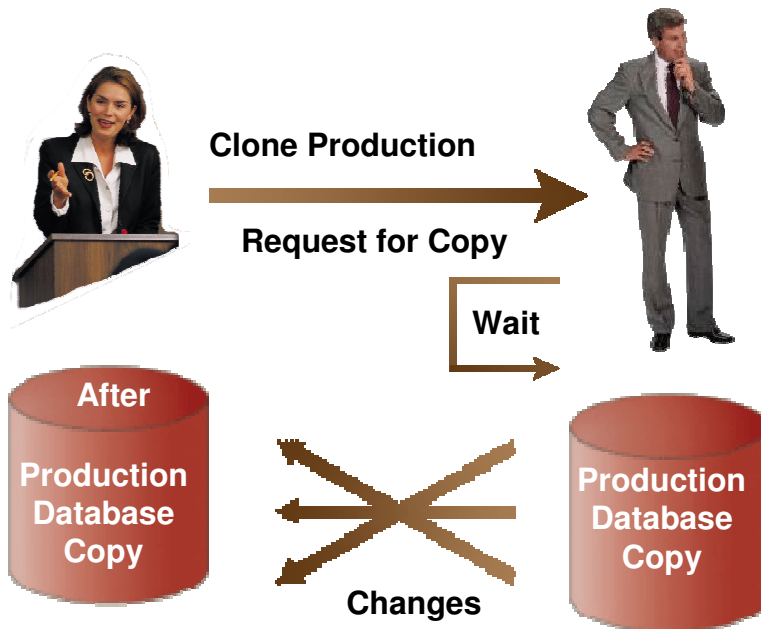 Clone Production
Request for Copy
Wait
After
Production
Database
Copy
Production
Database
Copy
Changes